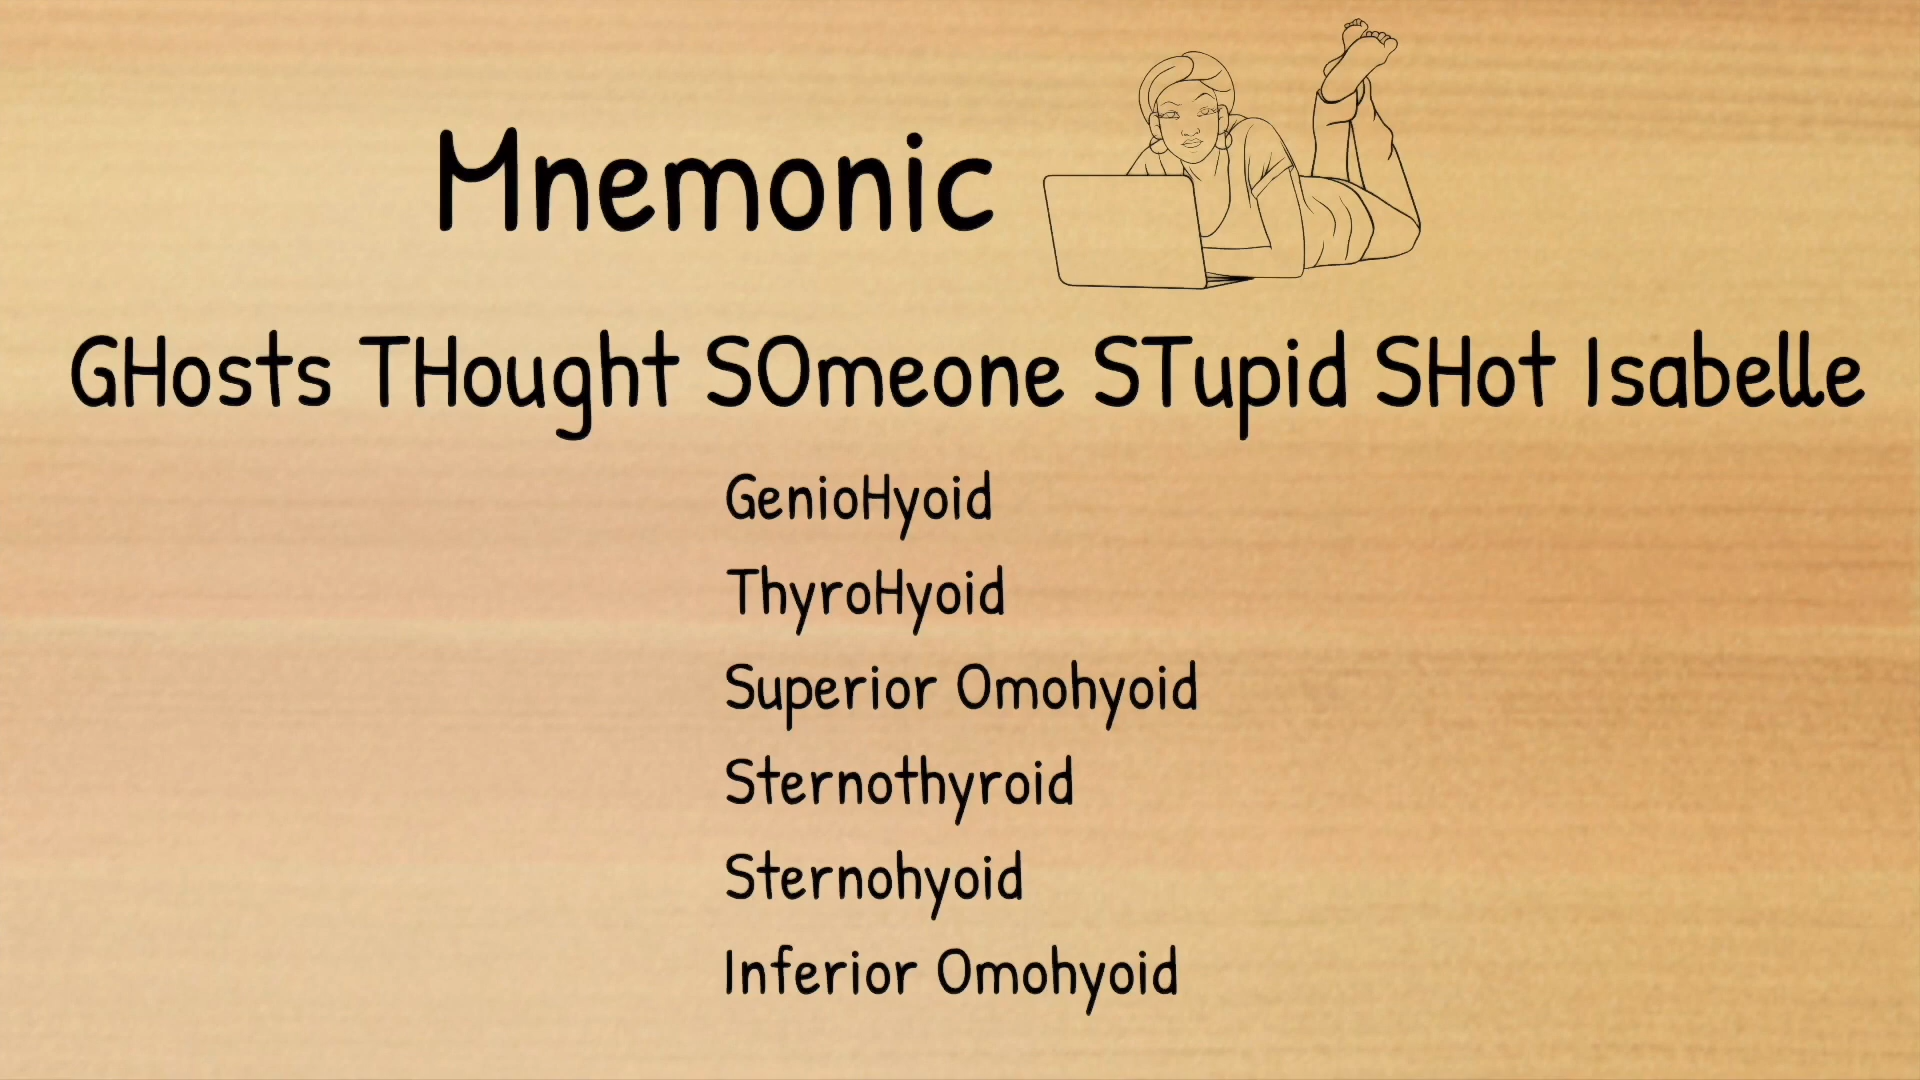 Mnemonic
GHosts THought SOmeone STupid SHot Isabelle
GenioHyoid
ThyroHyoid
Superior Omohyoid
Sternothyroid
Sternohyoid
Inferior Omohyoid